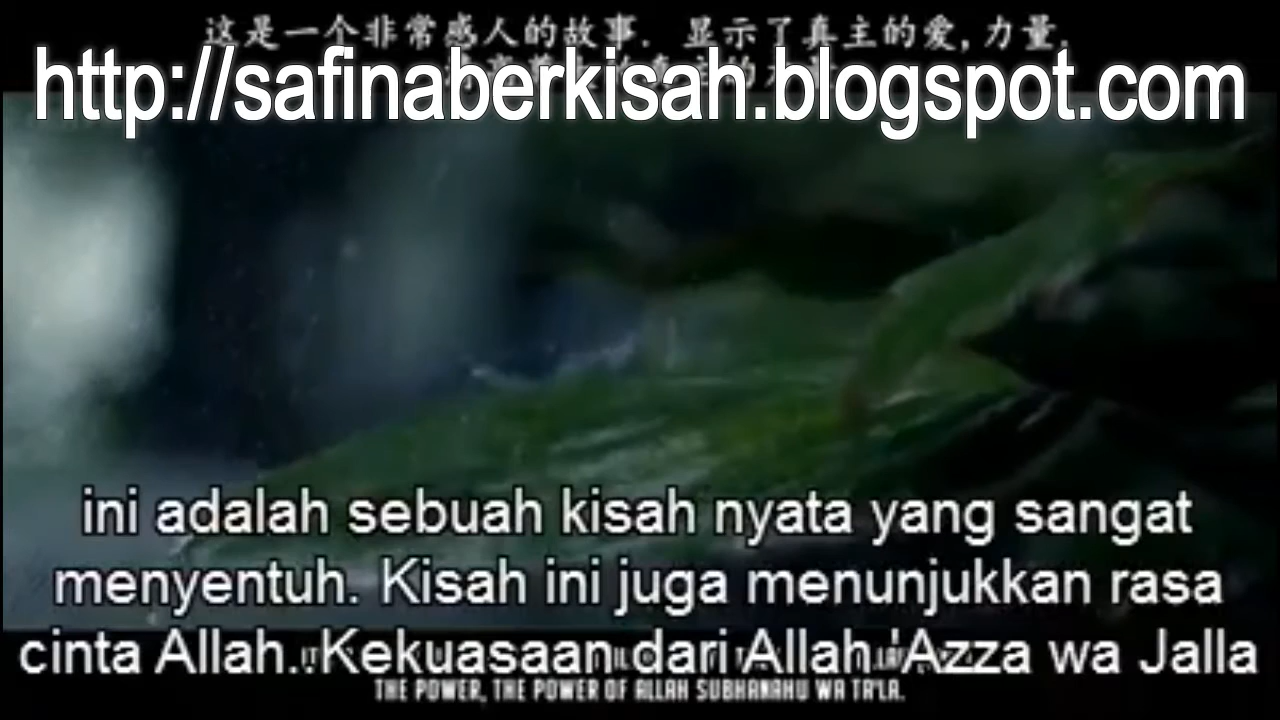 这是一个非常感人的故事. 显示了真主的爱,力量,
http://safinaberkisah.blogspot.com
ini adalah sebuah kisah nyata yang sangat
menyentuh. Kisah ini juga menunjukkan rasa
cinta Allah..Kekuasaan dari Allah.'Azza wa Jalla
THE POWER, THE POWER OF ALLAH SUBHANAHU WA TA'LA.